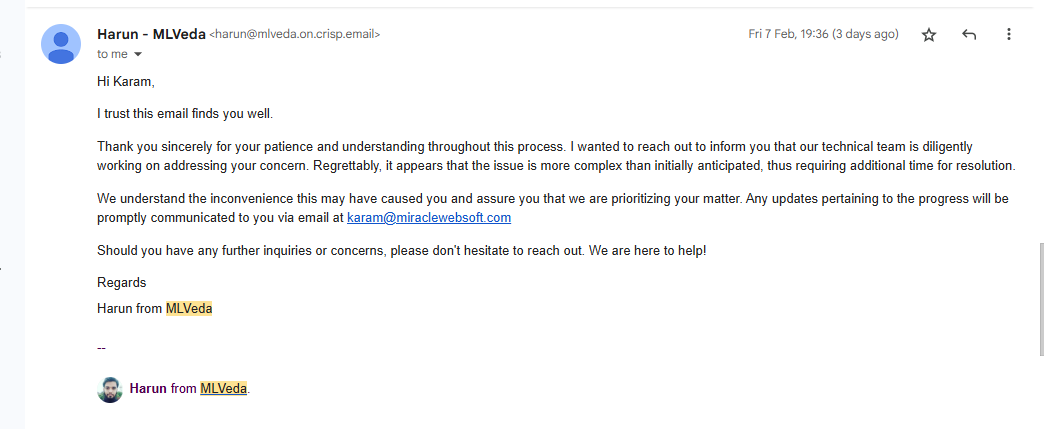 Harun - MLVeda <harun@mlveda.on.crisp.email> Fri 7 Feb, 19:36 (3 days ago)
to me
Hi Karam,
I trust this email finds you well.
Thank you sincerely for your patience and understanding throughout this process. I wanted to reach out to inform you that our technical team is diligently
working on addressing your concern. Regrettably, it appears that the issue is more complex than initially anticipated, thus requiring additional time for resolution.
We understand the inconvenience this may have caused you and assure you that we are prioritizing your matter. Any updates pertaining to the progress will be
promptly communicated to you via email at karam@miraclewebsoft.com
Should you have any further inquiries or concerns, please don't hesitate to reach out. We are here to help!
Regards
Harun from MLVeda
--
Harun from MLVeda.